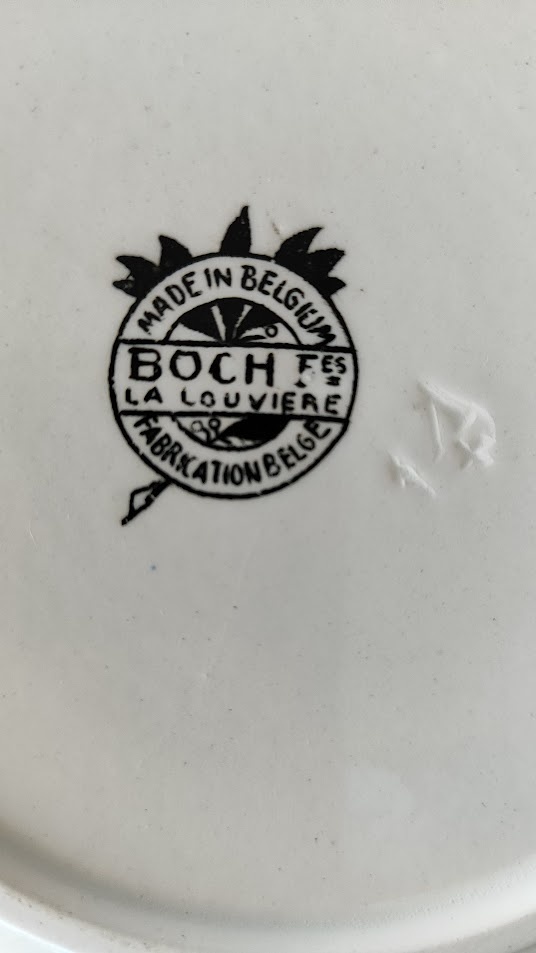 MADE IN BELGIUM
BOCH FES
LA LOUVIERE
FABRICATION BELGE